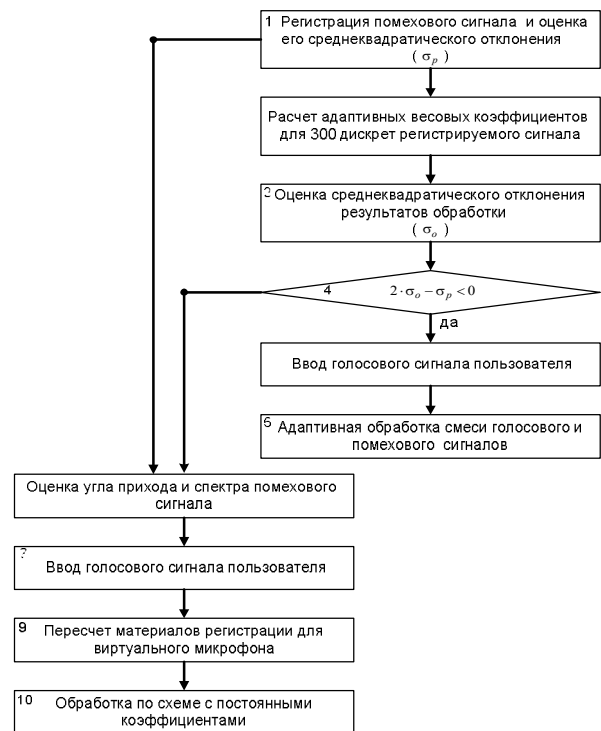 1 Регистрация помехового сигнала и оценка
его среднеквадратического отклонения
( σp )
Расчет адаптивных весовых коэффициентов
для 300 дискрет регистрируемого сигнала
Оценка среднеквадратического отклонения
результатов обработки
( σo )
4 2·σo − σp < 0
да
Ввод голосового сигнала пользователя
Адаптивная обработка смеси голосового и
помехового сигналов
Оценка угла прихода и спектра помехового
сигнала
Ввод голосового сигнала пользователя
9 Пересчет материалов регистрации для
виртуального микрофона
10 Обработка по схеме с постоянными
коэффициентами